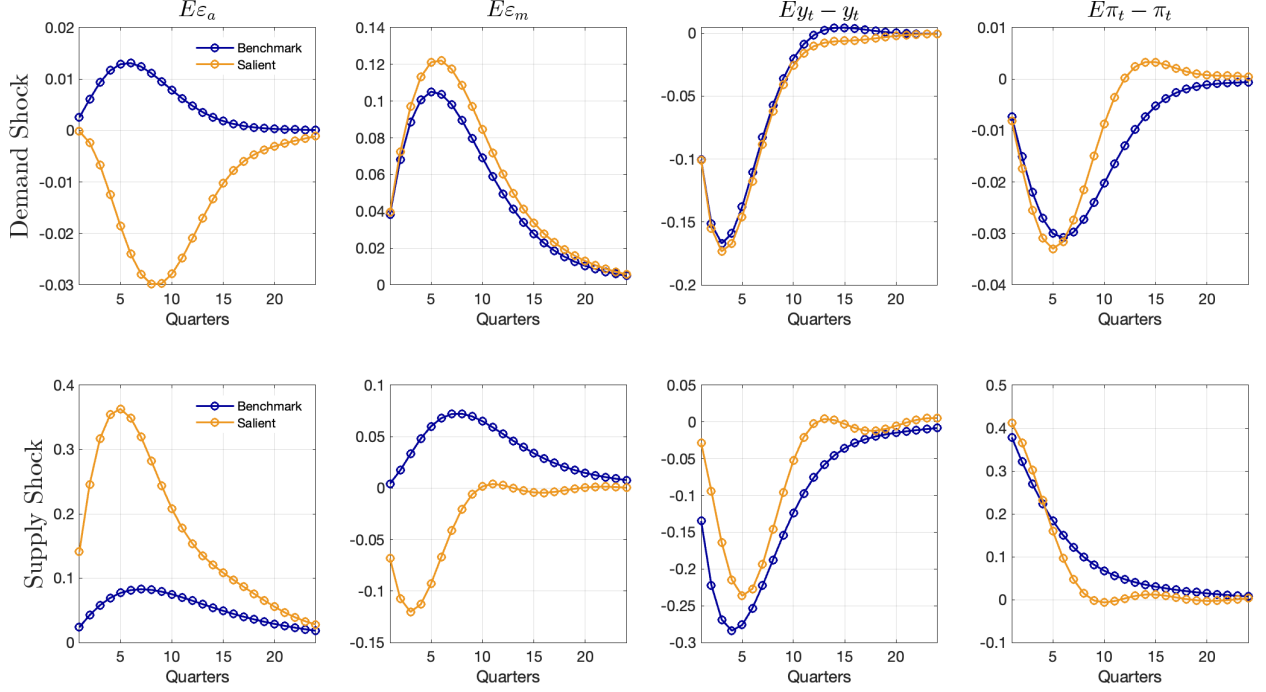 Eε_a
Eε_m
Ey_t − y_t
Eπ_t − π_t
Demand Shock
0.02
0.01
0
-0.01
-0.02
-0.03
Benchmark
Salient
5 10 15 20
Quarters
0.14
0.12
0.1
0.08
0.06
0.04
0.02
0
5 10 15 20
Quarters
0
-0.05
-0.1
-0.15
-0.2
5 10 15 20
Quarters
0.01
0
-0.01
-0.02
-0.03
-0.04
5 10 15 20
Quarters
Supply Shock
0.4
0.3
0.2
0.1
0
Benchmark
Salient
5 10 15 20
Quarters
0.1
0.05
0
-0.05
-0.1
-0.15
5 10 15 20
Quarters
0.05
0
-0.05
-0.1
-0.15
-0.2
-0.25
-0.3
5 10 15 20
Quarters
0.5
0.4
0.3
0.2
0.1
0
-0.1
5 10 15 20
Quarters